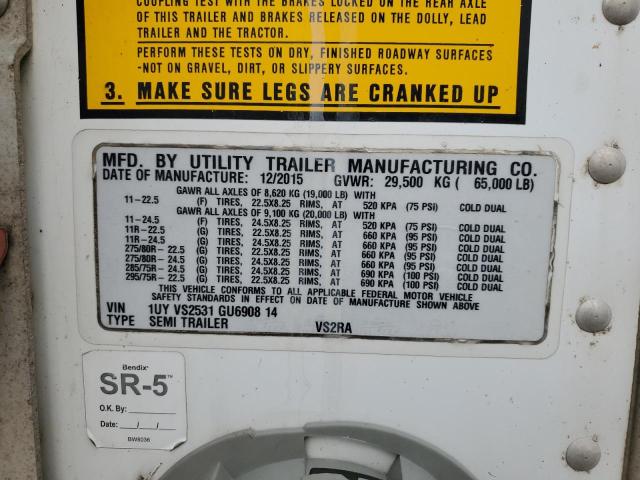 COUPLING TEST WITH THE BRAKES LOCKED ON THE REAR AXLE
OF THIS TRAILER AND BRAKES RELEASED ON THE DOLLY, LEAD
TRAILER AND THE TRACTOR.
PERFORM THESE TESTS ON DRY, FINISHED ROADWAY SURFACES
-NOT ON GRAVEL, DIRT, OR SLIPPERY SURFACES.
3. MAKE SURE LEGS ARE CRANKED UP
MFD. BY UTILITY TRAILER MANUFACTURING CO.
DATE OF MANUFACTURE: 12/2015 GVWR: 29,500 KG ( 65,000 LB)
GAWR ALL AXLES OF 8,620 KG (19,000 LB) WITH
11-22.5 (F) TIRES, 22.5X8.25 RIMS, AT 520 KPA (75 PSI) COLD DUAL
GAWR ALL AXLES OF 9,100 KG (20,000 LB) WITH
11-24.5 (F) TIRES, 24.5X8.25 RIMS, AT 520 KPA (75 PSI) COLD DUAL
11R-22.5 (G) TIRES, 22.5X8.25 RIMS, AT 660 KPA (95 PSI) COLD DUAL
11R-24.5 (G) TIRES, 24.5X8.25 RIMS, AT 660 KPA (95 PSI) COLD DUAL
275/80R- 22.5 (G) TIRES, 22.5X8.25 RIMS, AT 660 KPA (95 PSI) COLD DUAL
275/80R- 24.5 (G) TIRES, 24.5X8.25 RIMS, AT 660 KPA (95 PSI) COLD DUAL
285/75R- 24.5 (G) TIRES, 24.5X8.25 RIMS, AT 690 KPA (100 PSI) COLD DUAL
295/75R- 22.5 (G) TIRES, 22.5X8.25 RIMS, AT 690 KPA (100 PSI) COLD DUAL
THIS VEHICLE CONFORMS TO ALL APPLICABLE FEDERAL MOTOR VEHICLE
SAFETY STANDARDS IN EFFECT ON DATE OF MANUFACTURE SHOWN ABOVE
VIN 1UY VS2531 GU6908 14
TYPE SEMI TRAILER VS2RA
Bendix®
SR-5™
O.K. By:
Date: / /
BW8036